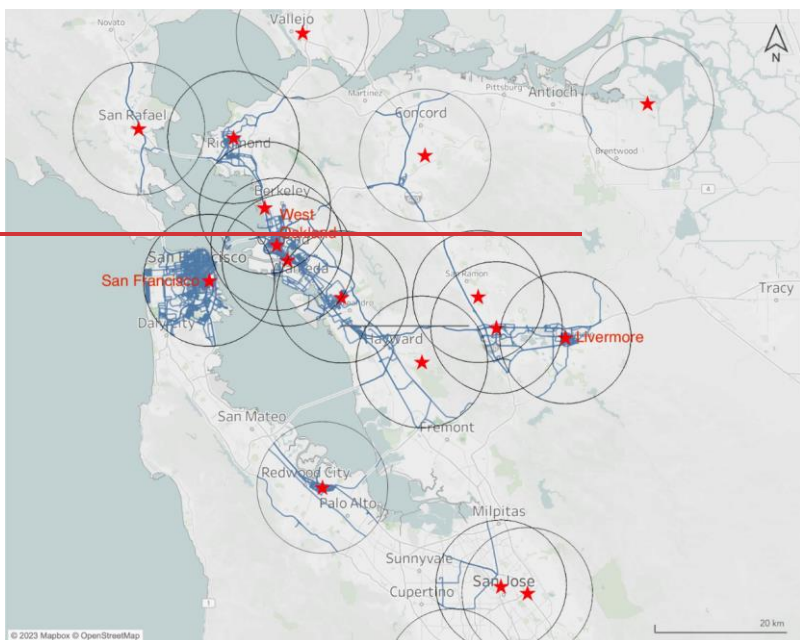 Vallejo
Novato
N
Martinez
Pittsburg
Antioch
San Rafael
Concord
Richmond
Brentwood
Berkeley
4
West
Oakland
San Francisco
San Francisco
San Ramon
Tracy
Daly City
Hayward
Livermore
San Mateo
Fremont
Redwood City
Palo Alto
Milpitas
Sunnyvale
San Jose
Cupertino
1
20 km
© 2023 Mapbox © OpenStreetMap